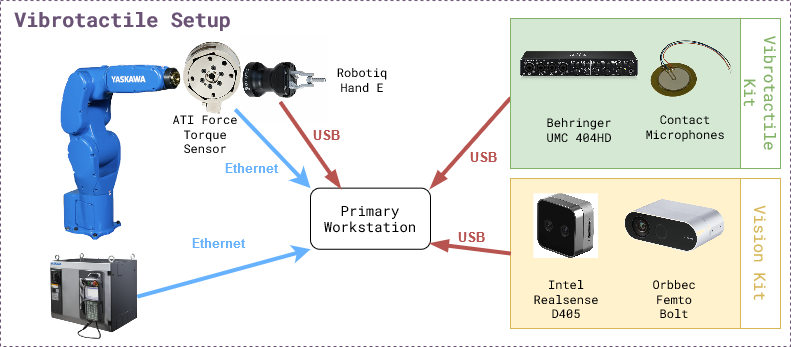 Vibrotactile Setup
YASKAWA
ATI Force
Torque
Sensor
Robotiq
Hand E
USB
Ethernet
Ethernet
Primary
Workstation
USB
USB
Behringer
UMC 404HD
Contact
Microphones
Vibrotactile
Kit
Intel
Realsense
D405
Orbbec
Femto
Bolt
Vision Kit